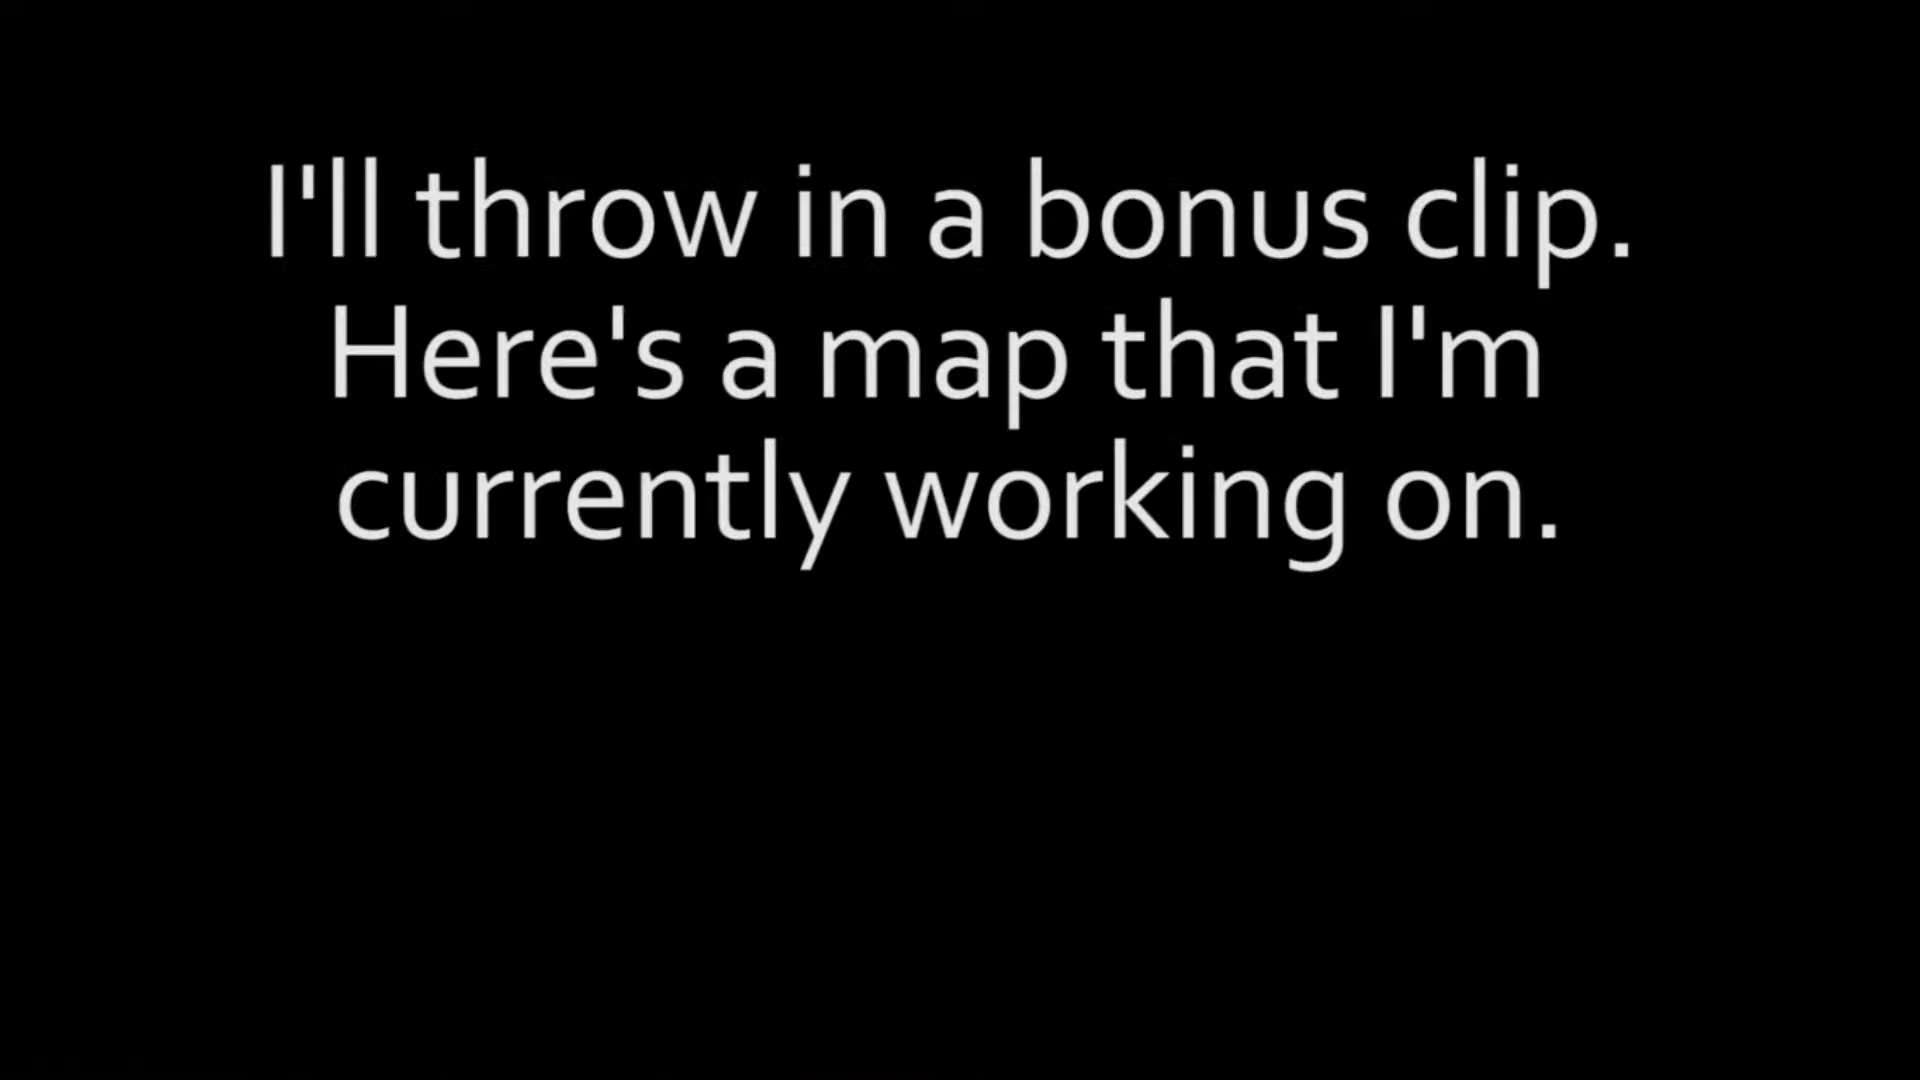 I'll throw in a bonus clip.
Here's a map that I'm
currently working on.